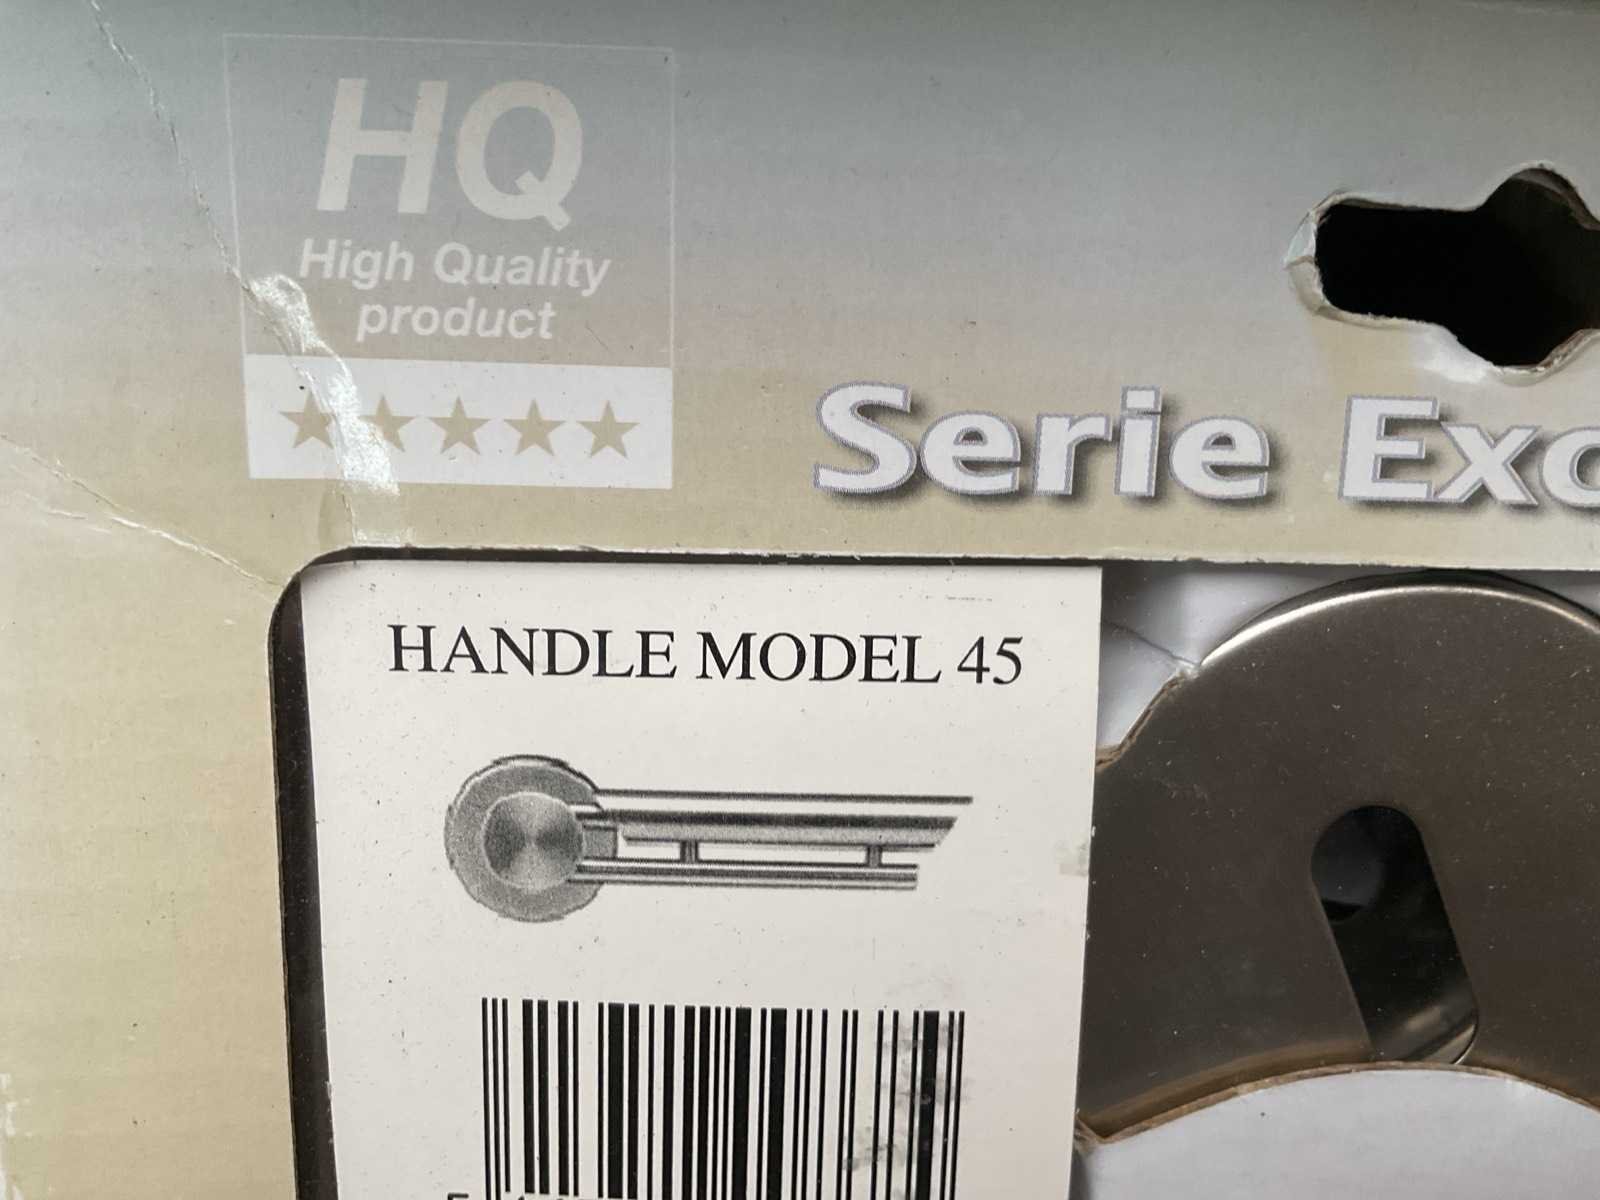 HQ
High Quality
product
Serie
HANDLE MODEL 45